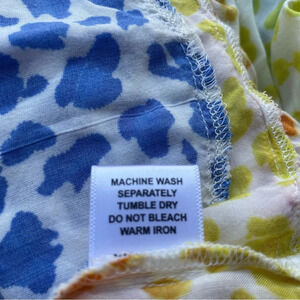 MACHINE WASH
SEPARATELY
TUMBLE DRY
DO NOT BLEACH
WARM IRON